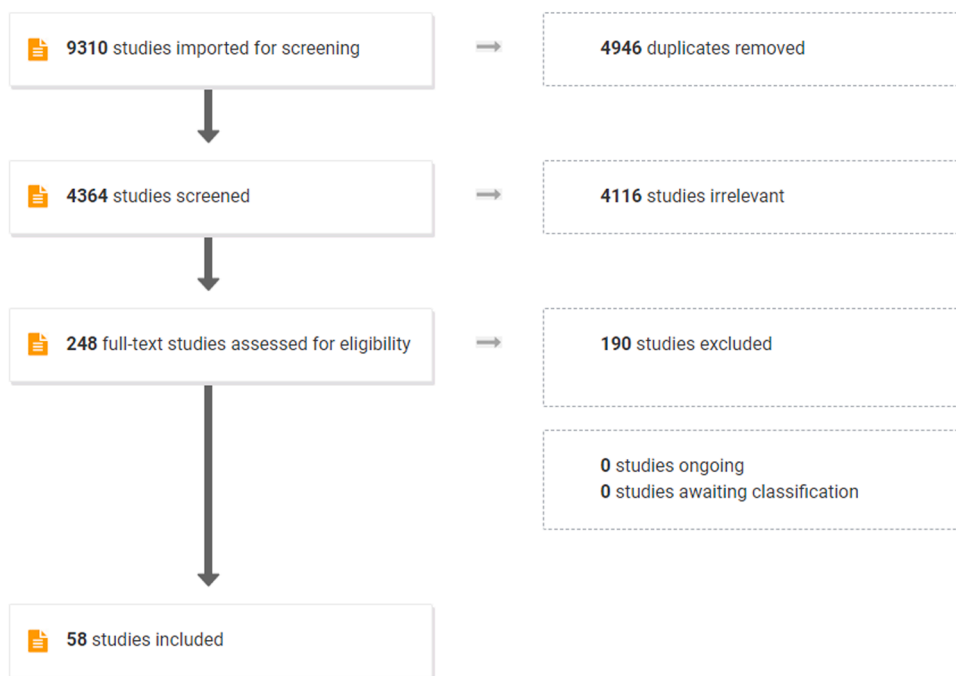 9310 studies imported for screening
4946 duplicates removed
4364 studies screened
4116 studies irrelevant
248 full-text studies assessed for eligibility
190 studies excluded
0 studies ongoing
0 studies awaiting classification
58 studies included